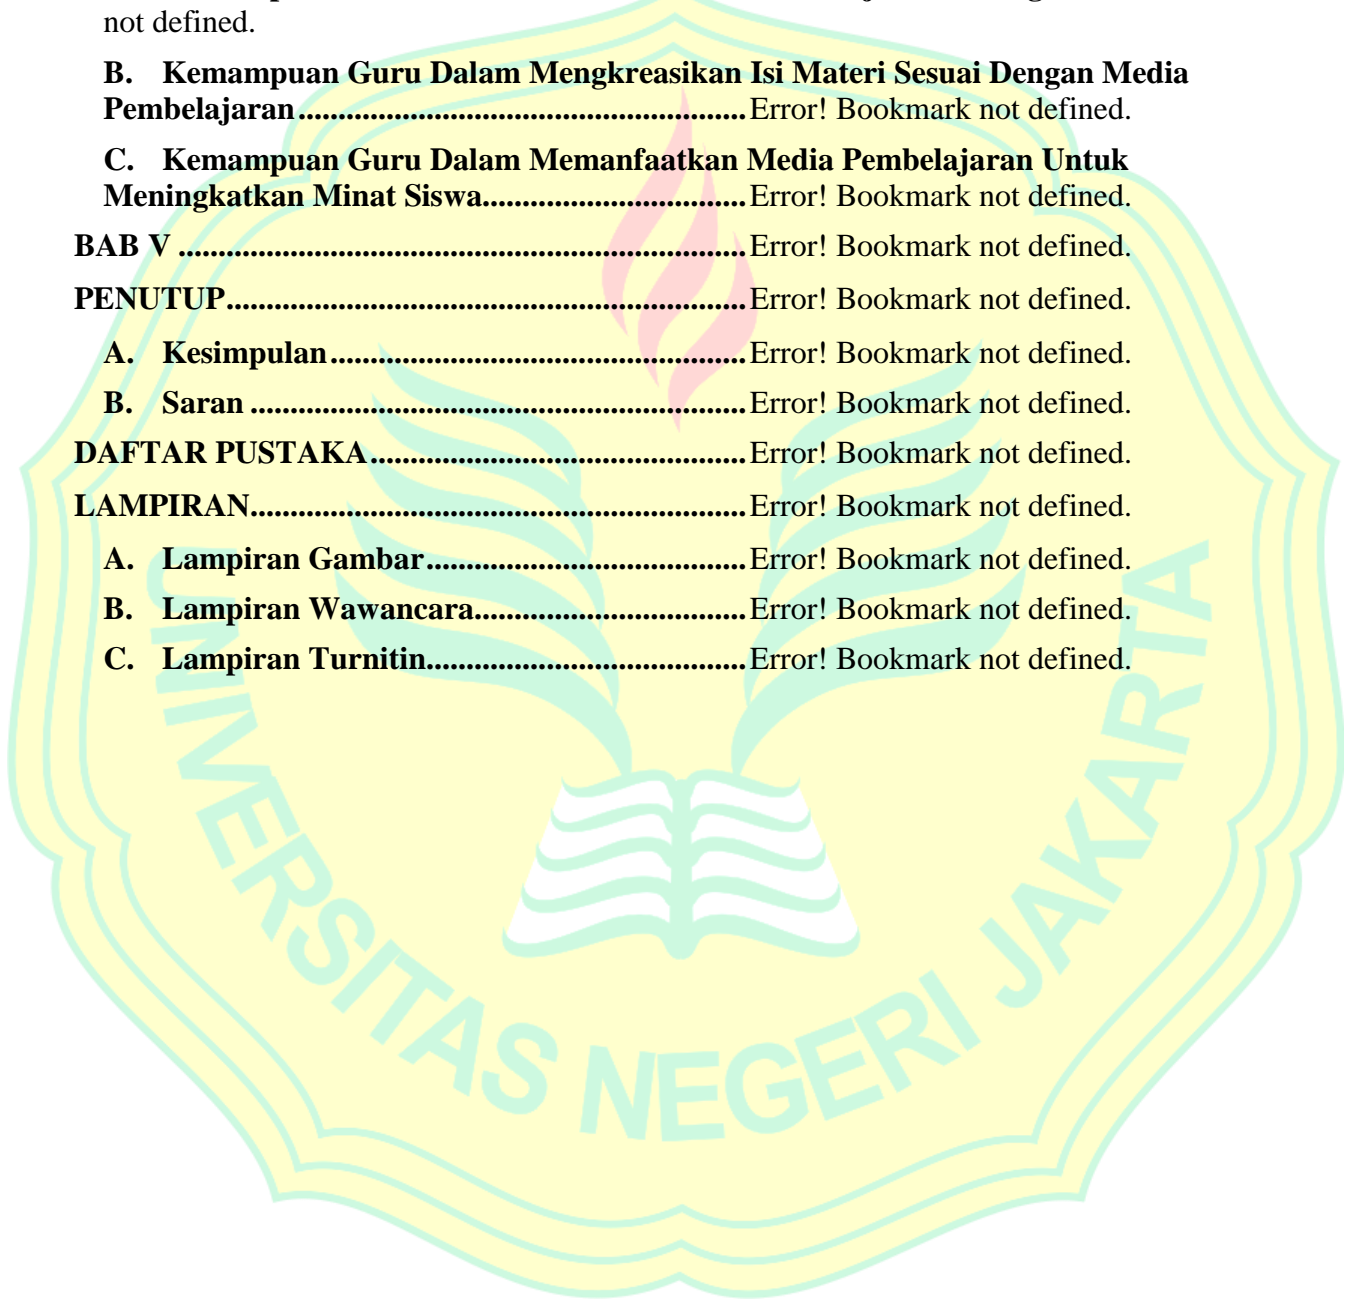 not defined.
B. Kemampuan Guru Dalam Mengkreasikan Isi Materi Sesuai Dengan Media
Pembelajaran........................................................Error! Bookmark not defined.
C. Kemampuan Guru Dalam Memanfaatkan Media Pembelajaran Untuk
Meningkatkan Minat Siswa.................................Error! Bookmark not defined.
BAB V .......................................................................Error! Bookmark not defined.
PENUTUP.................................................................Error! Bookmark not defined.
A. Kesimpulan....................................................Error! Bookmark not defined.
B. Saran ..............................................................Error! Bookmark not defined.
DAFTAR PUSTAKA...............................................Error! Bookmark not defined.
LAMPIRAN..............................................................Error! Bookmark not defined.
A. Lampiran Gambar........................................Error! Bookmark not defined.
B. Lampiran Wawancara..................................Error! Bookmark not defined.
C. Lampiran Turnitin........................................Error! Bookmark not defined.
UNIVERSITAS NEGERI JAKARTA